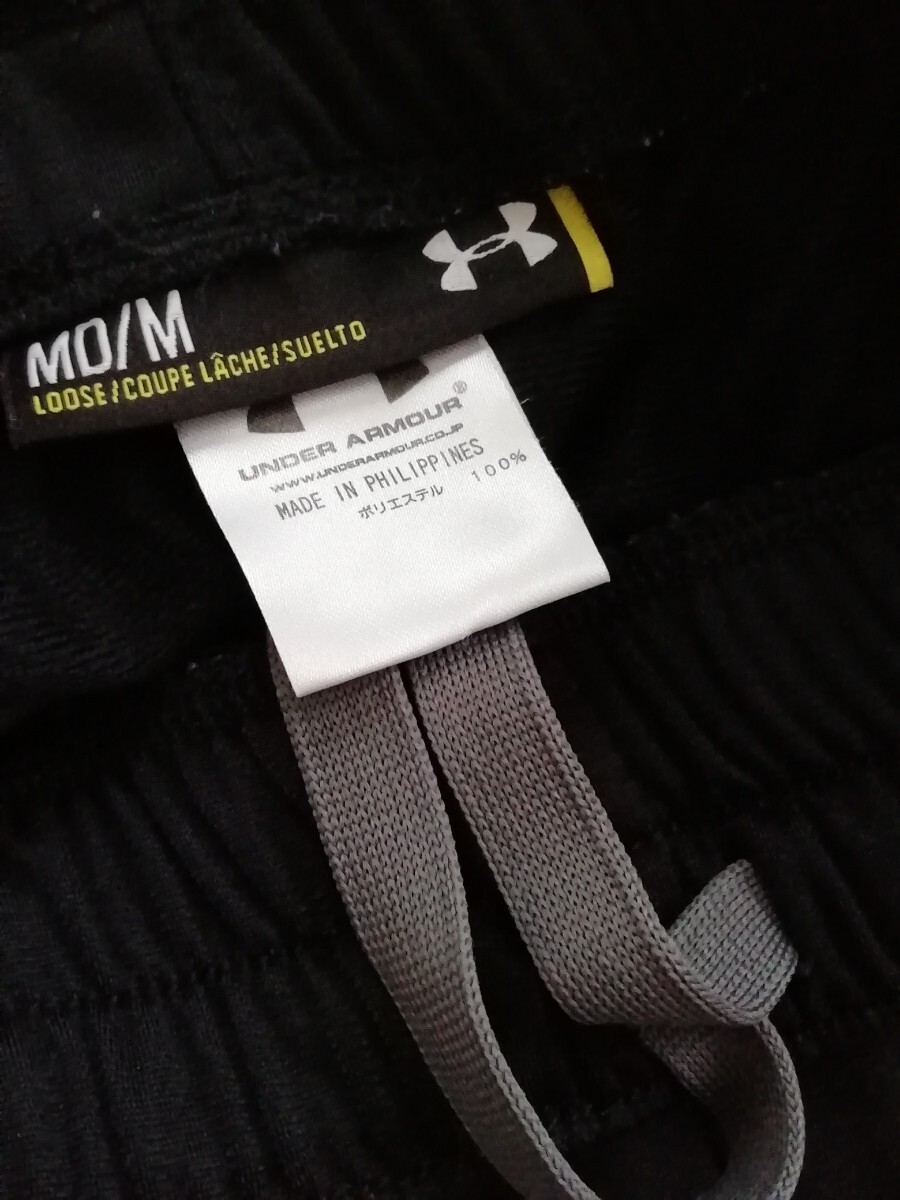 MD/M
LOOSE/COUPE LÂCHE/SUELTO
UNDER ARMOUR®
WWW.UNDERARMOUR.CO.JP
MADE IN PHILIPPINES
ポリエステル 100%